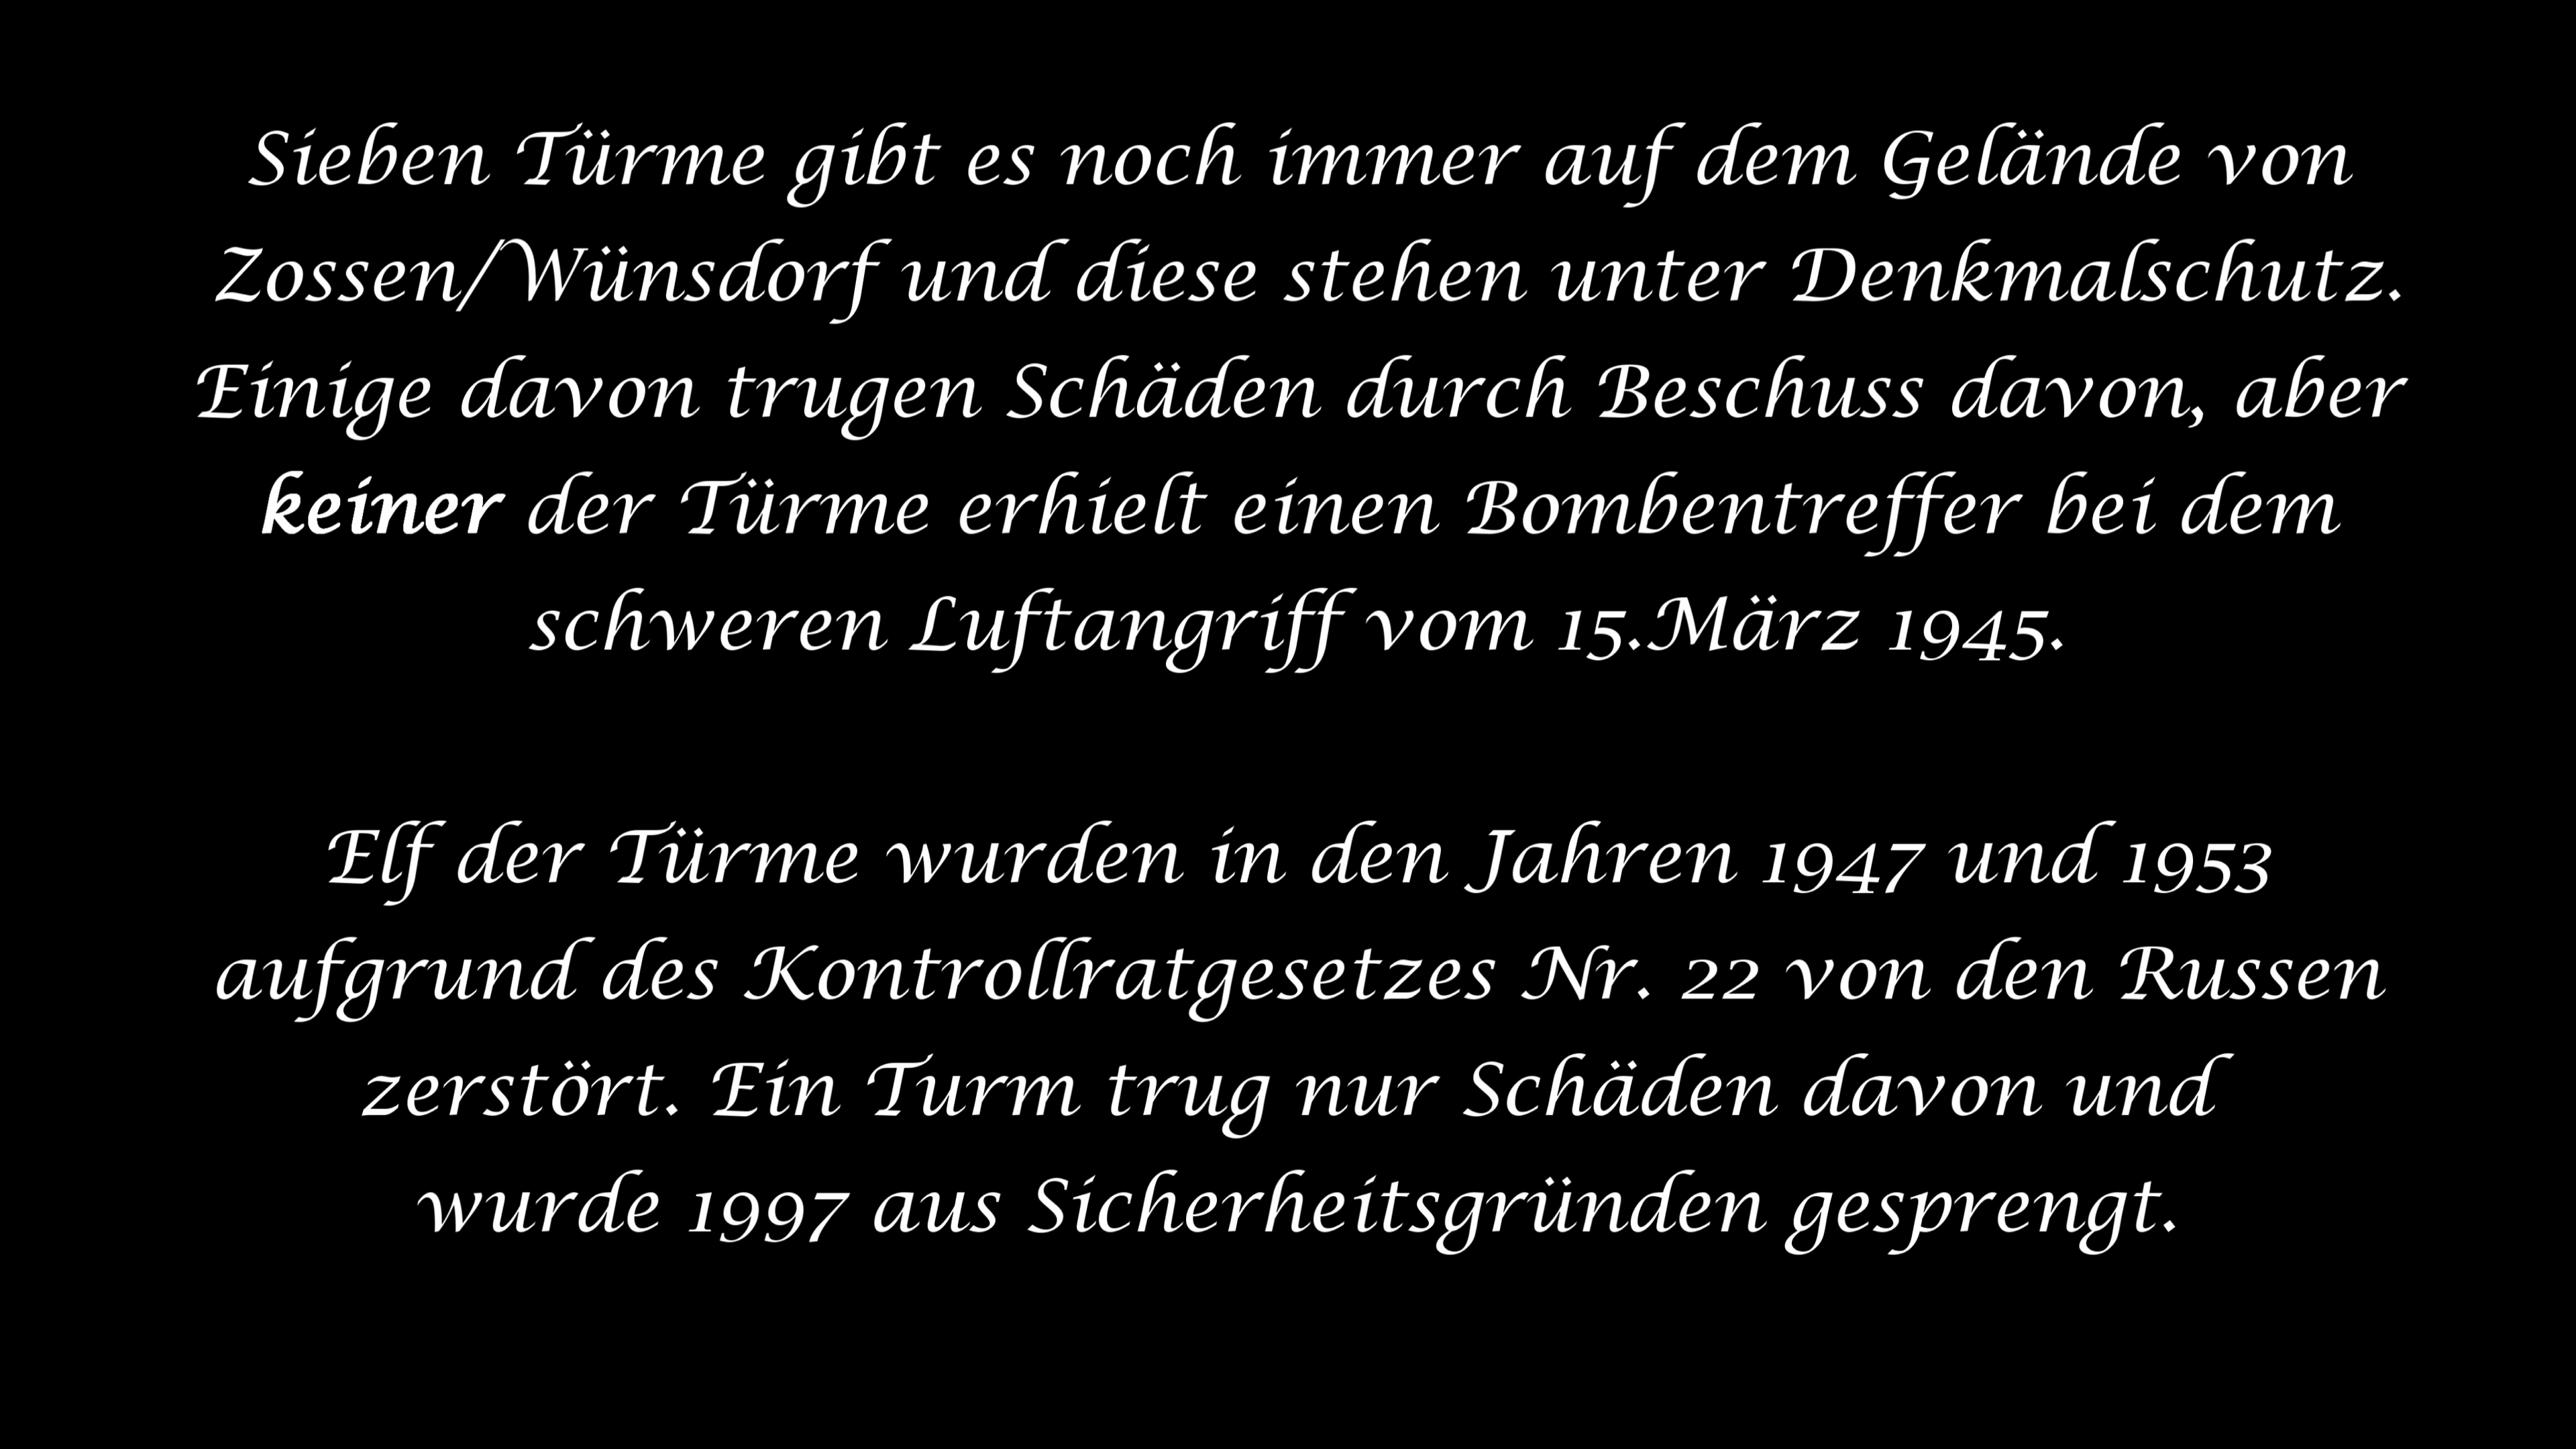 Sieben Türme gibt es noch immer auf dem Gelände von
Zossen/Wünsdorf und diese stehen unter Denkmalschutz.
Einige davon trugen Schäden durch Beschuss davon, aber
keiner der Türme erhielt einen Bombentreffer bei dem
schweren Luftangriff vom 15.März 1945.
Elf der Türme wurden in den Jahren 1947 und 1953
aufgrund des Kontrollratgesetzes Nr. 22 von den Russen
zerstört. Ein Turm trug nur Schäden davon und
wurde 1997 aus Sicherheitsgründen gesprengt.